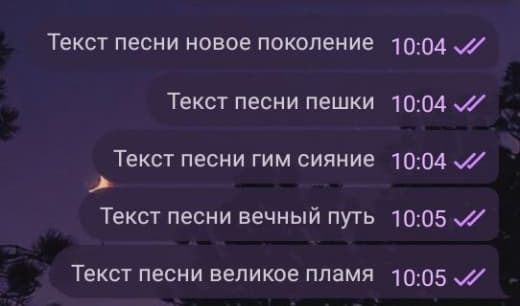 Текст песни новое поколение 10:04
Текст песни пешки 10:04
Текст песни гим сияние 10:04
Текст песни вечный путь 10:05
Текст песни великое пламя 10:05